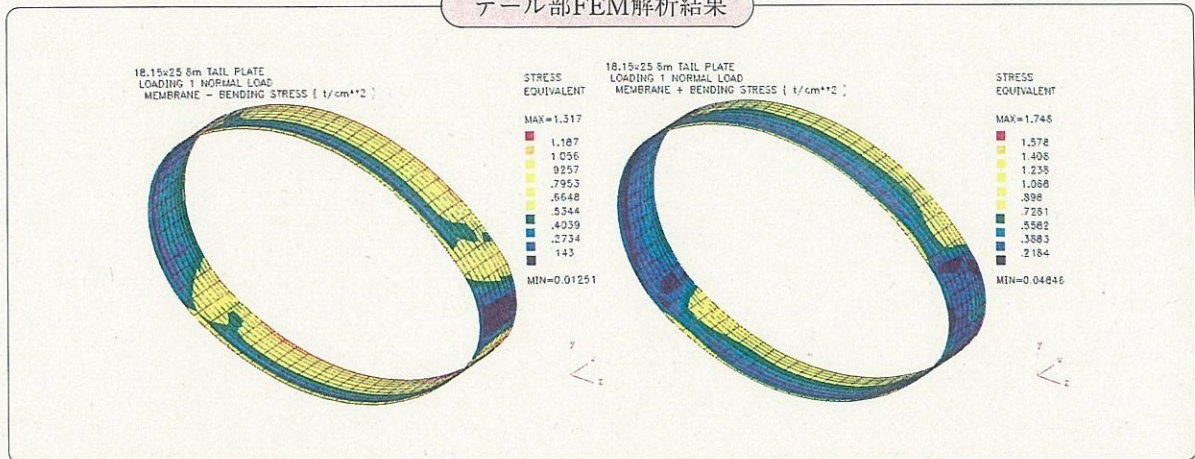 テール部FEM解析結果
18.15x25 8m TAIL PLATE
LOADING 1 NORMAL LOAD
MEMBRANE - BENDING STRESS ( t/cm**2 )
STRESS
EQUIVALENT
MAX=1.317
1.187
1.056
9257
.7953
.6648
.5344
.4039
.2734
143
MIN=0.01251
y
z
18.15x25 8m TAIL PLATE
LOADING 1 NORMAL LOAD
MEMBRANE + BENDING STRESS ( t/cm**2 )
STRESS
EQUIVALENT
MAX=1.748
1.578
1.408
1.238
1.068
.898
.7281
.5582
.3883
.2184
MIN=0.04848
y
x
z